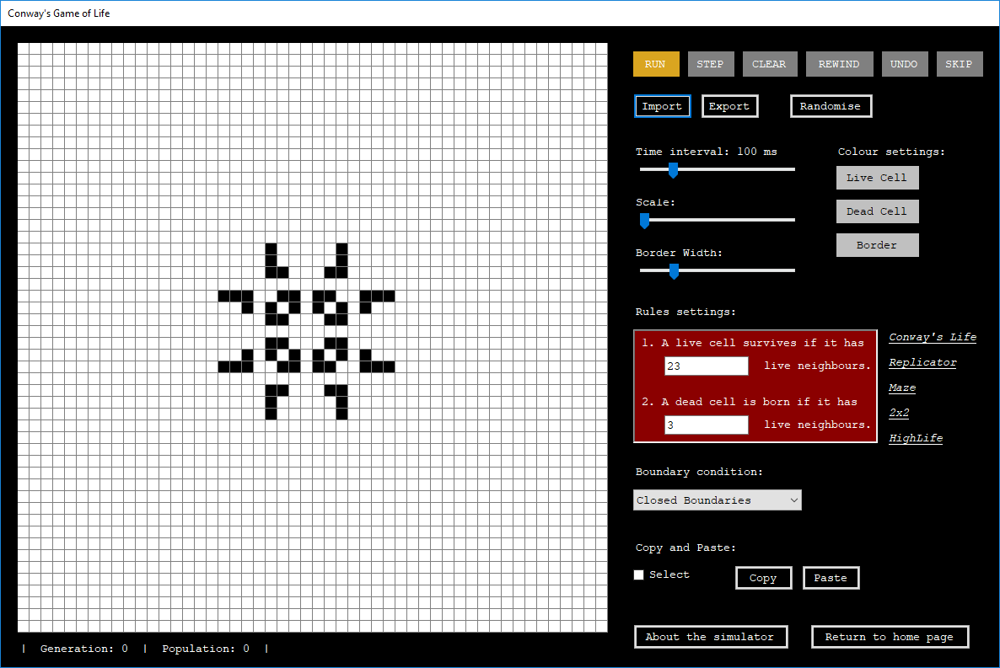 Conway's Game of Life
RUN STEP CLEAR REWIND UNDO SKIP
Import Export Randomise
Time interval: 100 ms
Colour settings:
Live Cell
Scale:
Dead Cell
Border
Border Width:
Rules settings:
1. A live cell survives if it has
23 live neighbours.
2. A dead cell is born if it has
3 live neighbours.
Conway's Life
Replicator
Maze
2x2
HighLife
Boundary condition:
Closed Boundaries
Copy and Paste:
Select Copy Paste
About the simulator Return to home page
| Generation: 0 | Population: 0 |